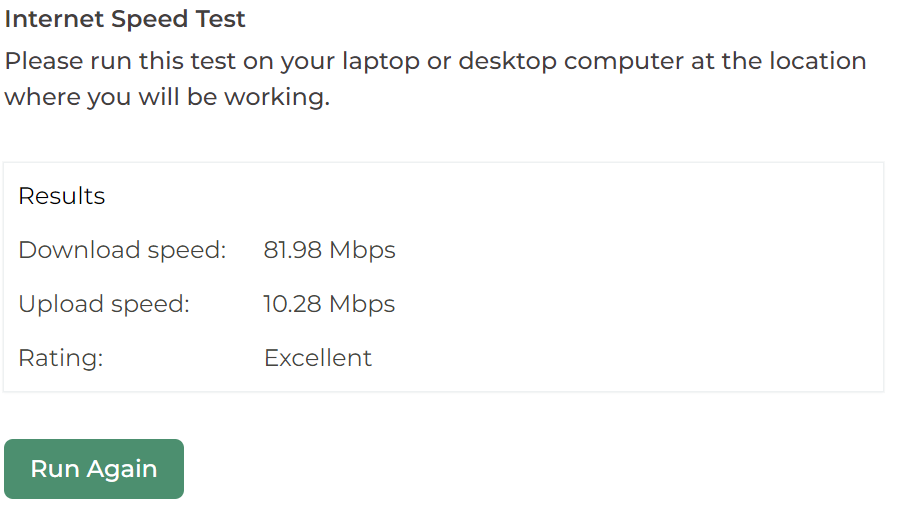 Internet Speed Test
Please run this test on your laptop or desktop computer at the location
where you will be working.
Results
Download speed: 81.98 Mbps
Upload speed: 10.28 Mbps
Rating: Excellent
Run Again